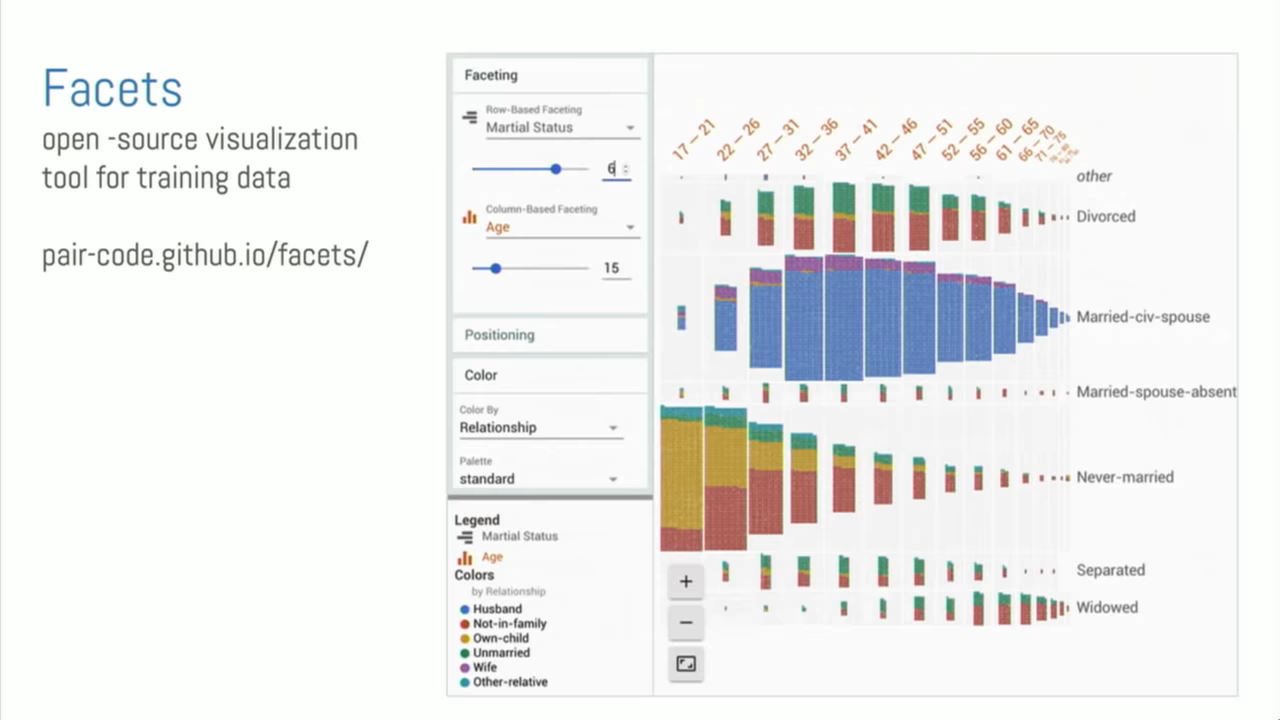 Facets
open -source visualization
tool for training data
pair-code.github.io/facets/
Faceting
Row-Based Faceting
Martial Status
6
Column-Based Faceting
Age
15
Positioning
Color
Color By
Relationship
Palette
standard
Legend
Martial Status
Age
Colors
by Relationship
Husband
Not-in-family
Own-child
Unmarried
Wife
Other-relative
17 – 21
22 – 26
27 – 31
32 – 36
37 – 41
42 – 46
47 – 51
52 – 55
56 – 60
61 – 65
66 – 70
71 – 75
other
Divorced
Married-civ-spouse
Married-spouse-absent
Never-married
Separated
Widowed
+
−